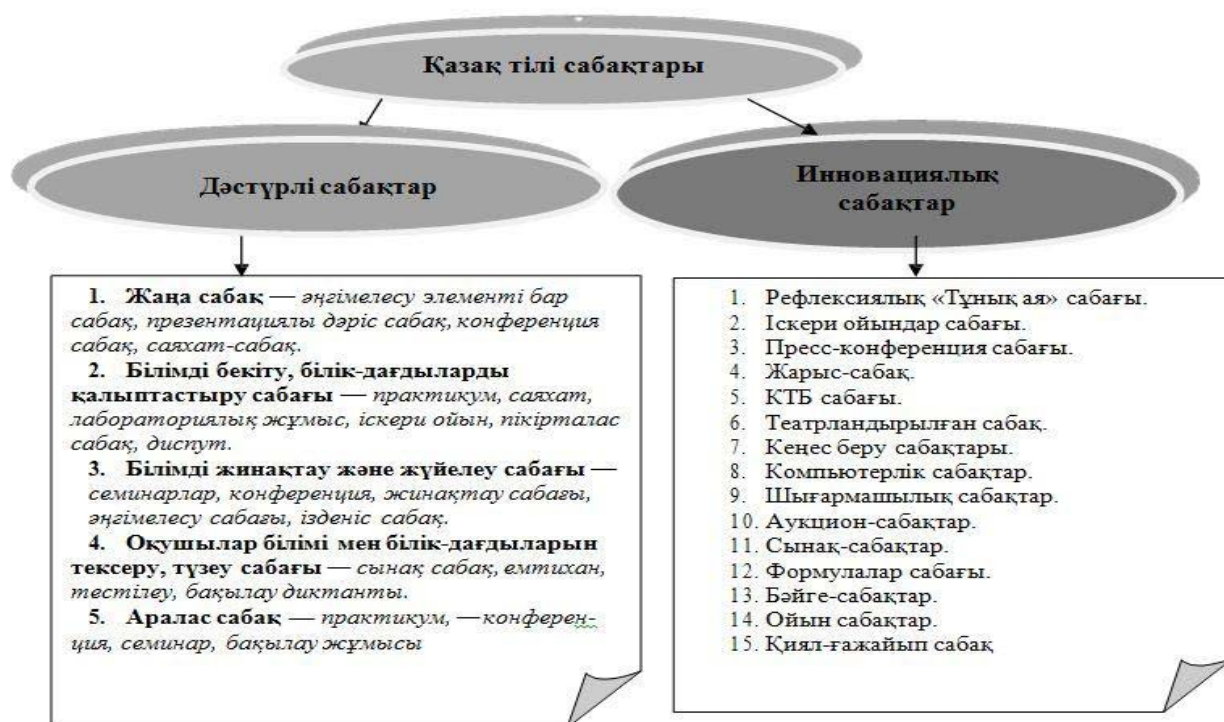 Қазақ тілі сабақтары
Дәстүрлі сабақтар
Инновациялық
сабақтар
1. Жаңа сабақ — әңгімелесу элементі бар
сабақ, презентациялы дәріс сабақ, конференция
сабақ, саяхат-сабақ.
2. Білімді бекіту, білік-дағдыларды
қалыптастыру сабағы — практикум, саяхат,
лабораториялық жұмыс, іскери ойын, пікірталас
сабақ, диспут.
3. Білімді жинақтау және жүйелеу сабағы —
семинарлар, конференция, жинақтау сабағы,
әңгімелесу сабағы, ізденіс сабақ.
4. Оқушылар білімі мен білік-дағдыларын
тексеру, түзеу сабағы — сынақ сабақ, емтихан,
тестілеу, бақылау диктанты.
5. Аралас сабақ — практикум, —конферен-
ция, семинар, бақылау жұмысы
1. Рефлексиялық «Тұнық ая» сабағы.
2. Іскери ойындар сабағы.
3. Пресс-конференция сабағы.
4. Жарыс-сабақ.
5. КТБ сабағы.
6. Театрландырылған сабақ.
7. Кеңес беру сабақтары.
8. Компьютерлік сабақтар.
9. Шығармашылық сабақтар.
10. Аукцион-сабақтар.
11. Сынақ-сабақтар.
12. Формулалар сабағы.
13. Бәйге-сабақтар.
14. Ойын сабақтар.
15. Қиял-ғажайып сабақ